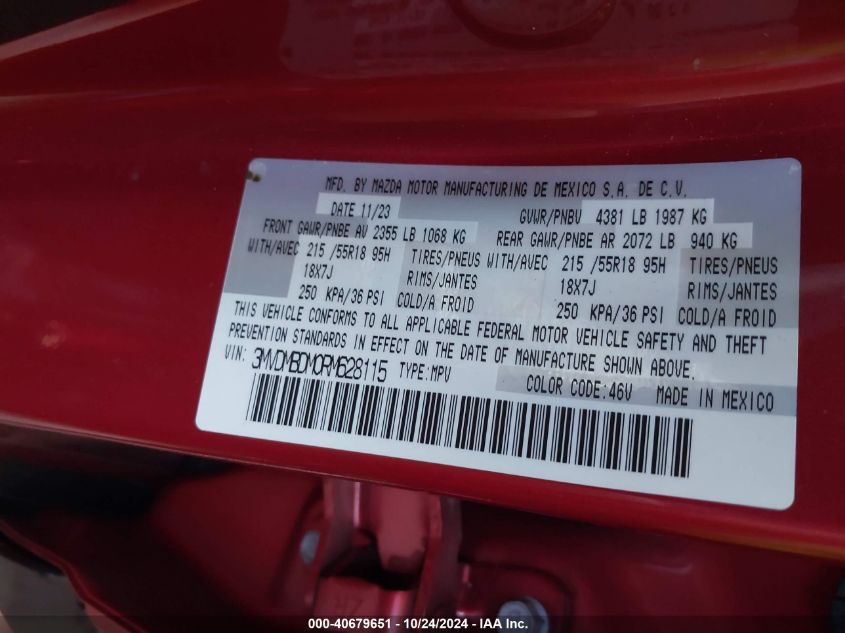 MFD. BY MAZDA MOTOR MANUFACTURING DE MEXICO S.A. DE C.V.
DATE 11/23 GVWR/PNBV 4381 LB 1987 KG
FRONT GAWR/PNBE AV 2355 LB 1068 KG REAR GAWR/PNBE AR 2072 LB 940 KG
WITH/AVEC 215 /55R18 95H TIRES/PNEUS WITH/AVEC 215 /55R18 95H TIRES/PNEUS
18X7J RIMS/JANTES 18X7J RIMS/JANTES
250 KPA/36 PSI COLD/A FROID 250 KPA/36 PSI COLD/A FROID
THIS VEHICLE CONFORMS TO ALL APPLICABLE FEDERAL MOTOR VEHICLE SAFETY AND THEFT
PREVENTION STANDARDS IN EFFECT ON THE DATE OF MANUFACTURE SHOWN ABOVE.
VIN: 3MVDMBDM0RM628115 TYPE:MPV
COLOR CODE:46V MADE IN MEXICO
000-40679651 - 10/24/2024 - IAA Inc.